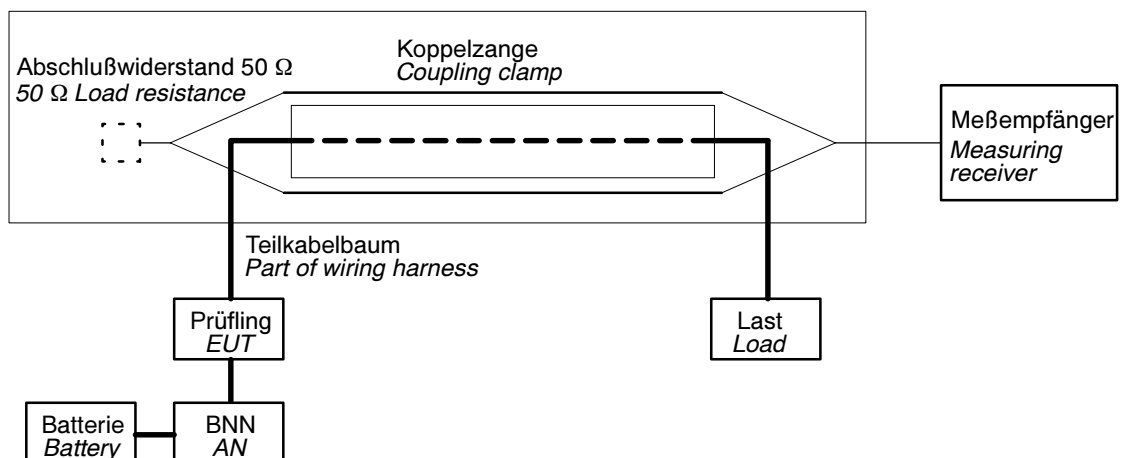 Koppelzange
Coupling clamp
Abschlußwiderstand 50 Ω
50 Ω Load resistance
Meßempfänger
Measuring
receiver
Teilkabelbaum
Part of wiring harness
Prüfling
EUT
Last
Load
Batterie
Battery
BNN
AN